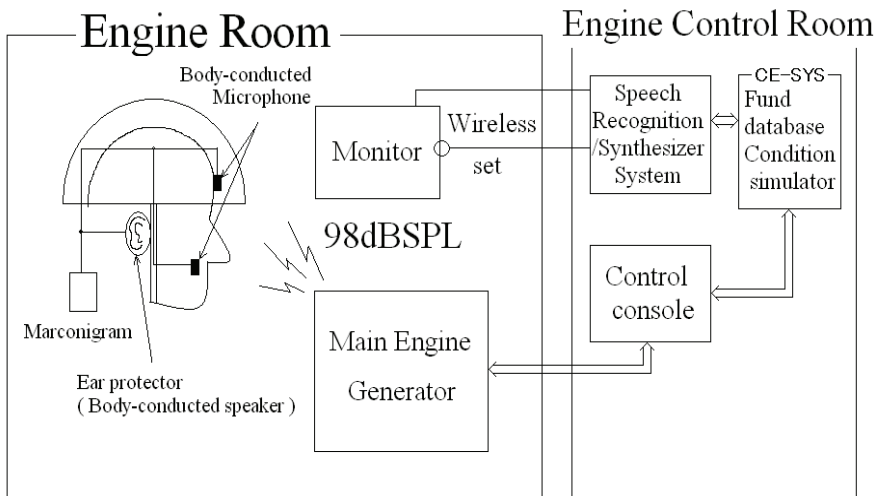 Engine Room
Engine Control Room
Body-conducted
Microphone
Monitor
Wireless
set
Speech
Recognition
/Synthesizer
System
CE-SYS
Fund
database
Condition
simulator
98dBSPL
Marconigram
Ear protector
( Body-conducted speaker )
Main Engine
Generator
Control
console